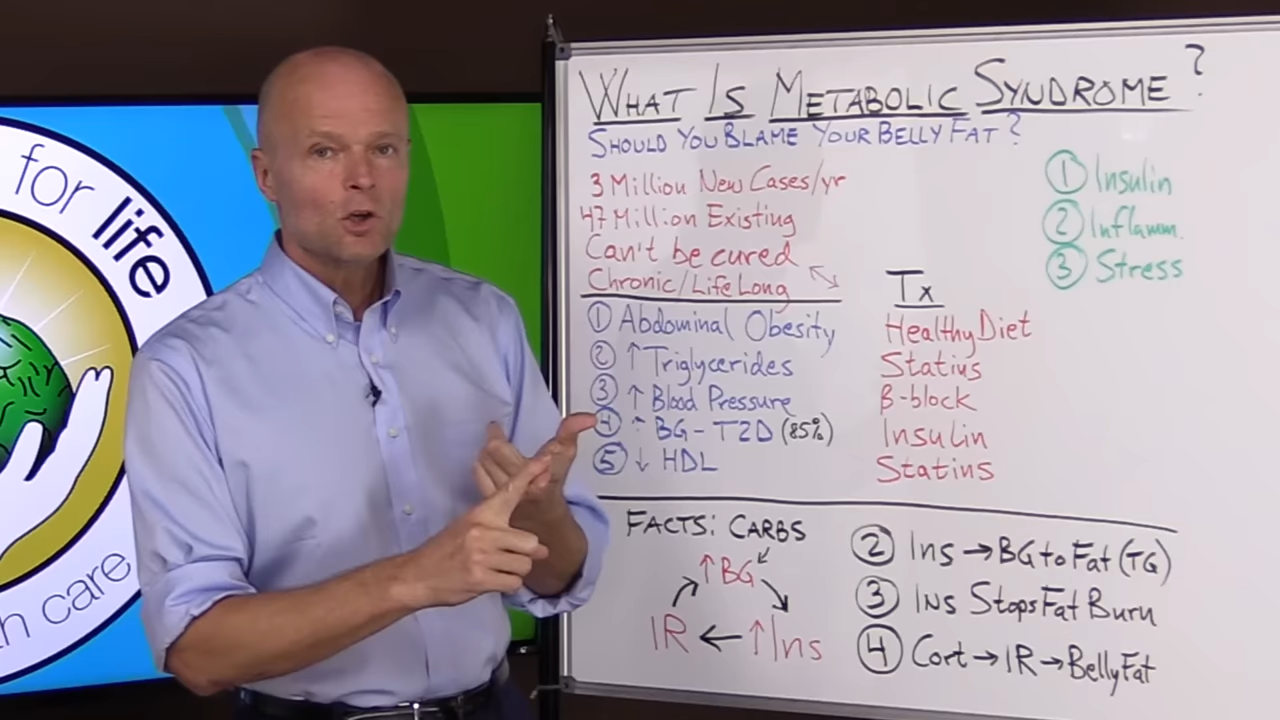 for life
th care
WHAT IS METABOLIC SYNDROME?
SHOULD YOU BLAME YOUR BELLY FAT?
3 Million New Cases/yr
47 Million Existing
Can't be cured
Chronic/LifeLong
① Abdominal Obesity
② ↑ Triglycerides
③ ↑ Blood Pressure
④ ↑ BG - T2D (85%)
⑤ ↓ HDL
Tx
Healthy Diet
Statins
β-block
Insulin
Statins
① Insulin
② Inflamm.
③ Stress
FACTS: CARBS
↑BG
IR ← ↑Ins
② Ins → BG to Fat (TG)
③ INS Stops Fat Burn
④ Cort → IR → Belly Fat